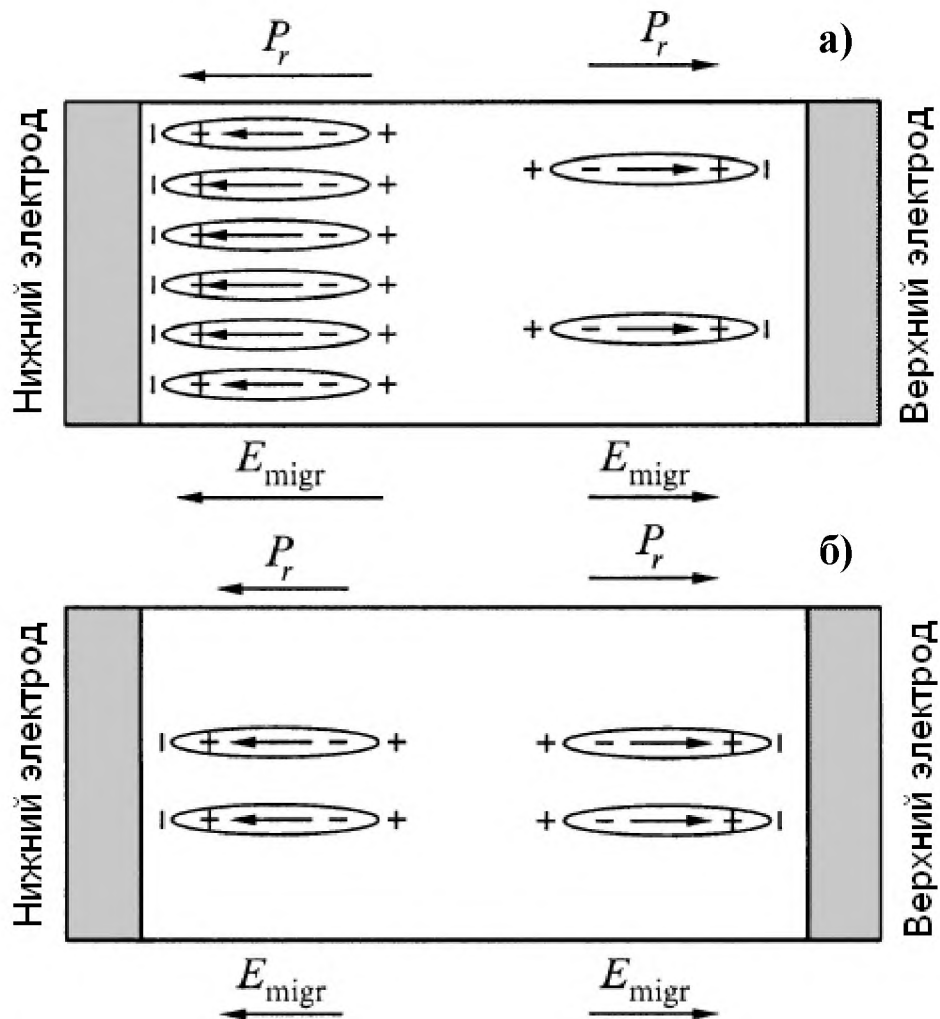 P_r P_r а)
Нижний электрод
Верхний электрод
E_migr E_migr
P_r P_r б)
Нижний электрод
Верхний электрод
E_migr E_migr